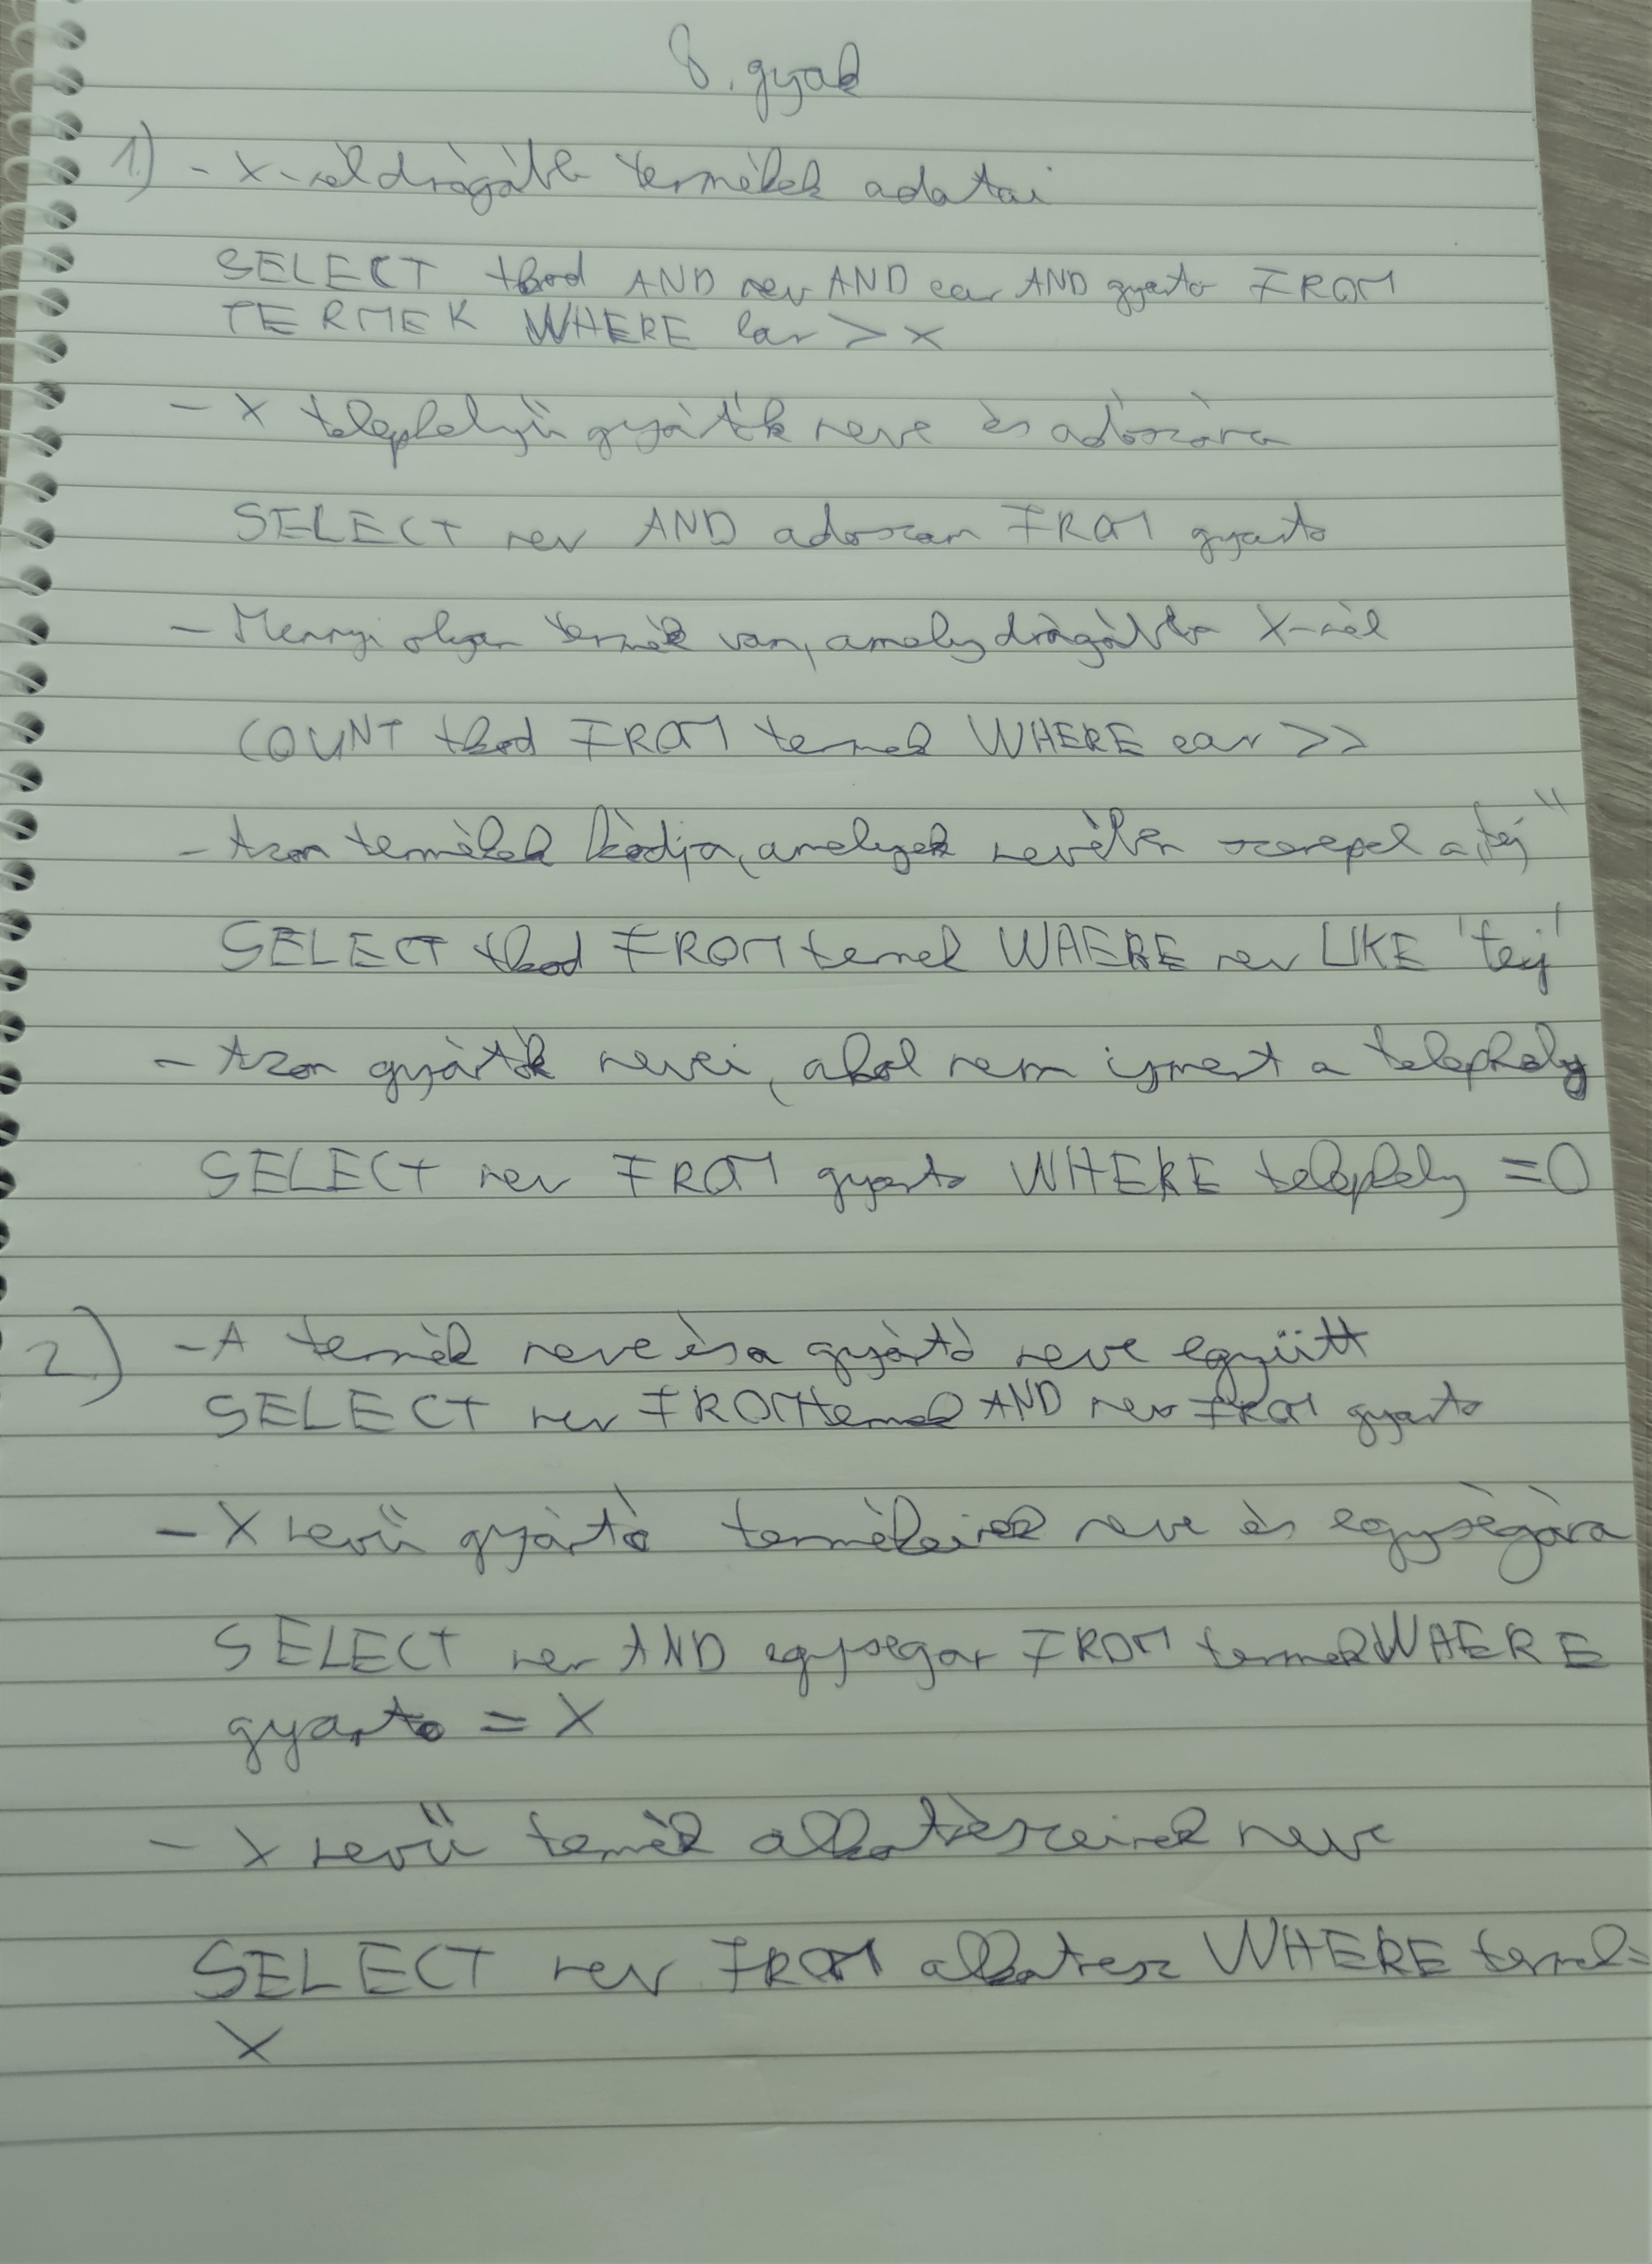 8. gyak
1.) - X-nél drágább termékek adatai
SELECT tkod AND nev AND ear AND gyarto FROM
TERMEK WHERE ear > x
- X telephelyű gyártók neve és adószáma
SELECT nev AND adoszam FROM gyarto
- Mennyi olyan termék van, amely drágább X-nél
COUNT tkod FROM termek WHERE ear >>
- Azon termékek kódja, amelyek nevében szerepel a „tej”
SELECT tkod FROM termek WHERE nev LIKE 'tej'
- Azon gyártók nevei, ahol nem ismert a telephely
SELECT nev FROM gyarto WHERE telephely = 0
2.) - A termék neve és a gyártó neve együtt
SELECT nev FROM termek AND nev FROM gyarto
- X nevű gyártó termékeinek neve és egységára
SELECT nev AND egysegar FROM termek WHERE
gyarto = X
- X nevű termék alkatrészeinek neve
SELECT nev FROM alkatresz WHERE termek =
X